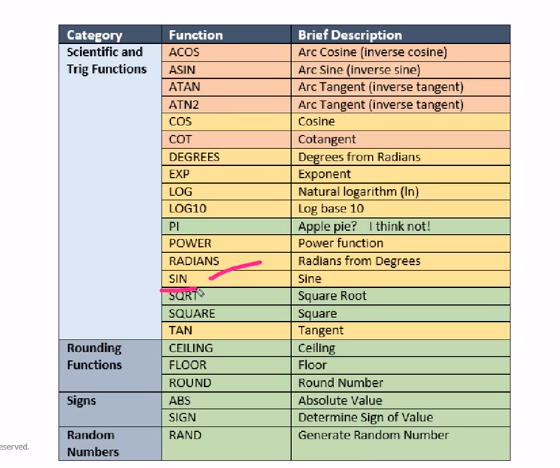 Category Function Brief Description
Scientific and ACOS Arc Cosine (inverse cosine)
Trig Functions ASIN Arc Sine (inverse sine)
ATAN Arc Tangent (inverse tangent)
ATN2 Arc Tangent (inverse tangent)
COS Cosine
COT Cotangent
DEGREES Degrees from Radians
EXP Exponent
LOG Natural logarithm (ln)
LOG10 Log base 10
PI Apple pie? I think not!
POWER Power function
RADIANS Radians from Degrees
SIN Sine
SQRT Square Root
SQUARE Square
TAN Tangent
Rounding CEILING Ceiling
Functions FLOOR Floor
ROUND Round Number
Signs ABS Absolute Value
SIGN Determine Sign of Value
Random RAND Generate Random Number
Numbers
eserved.